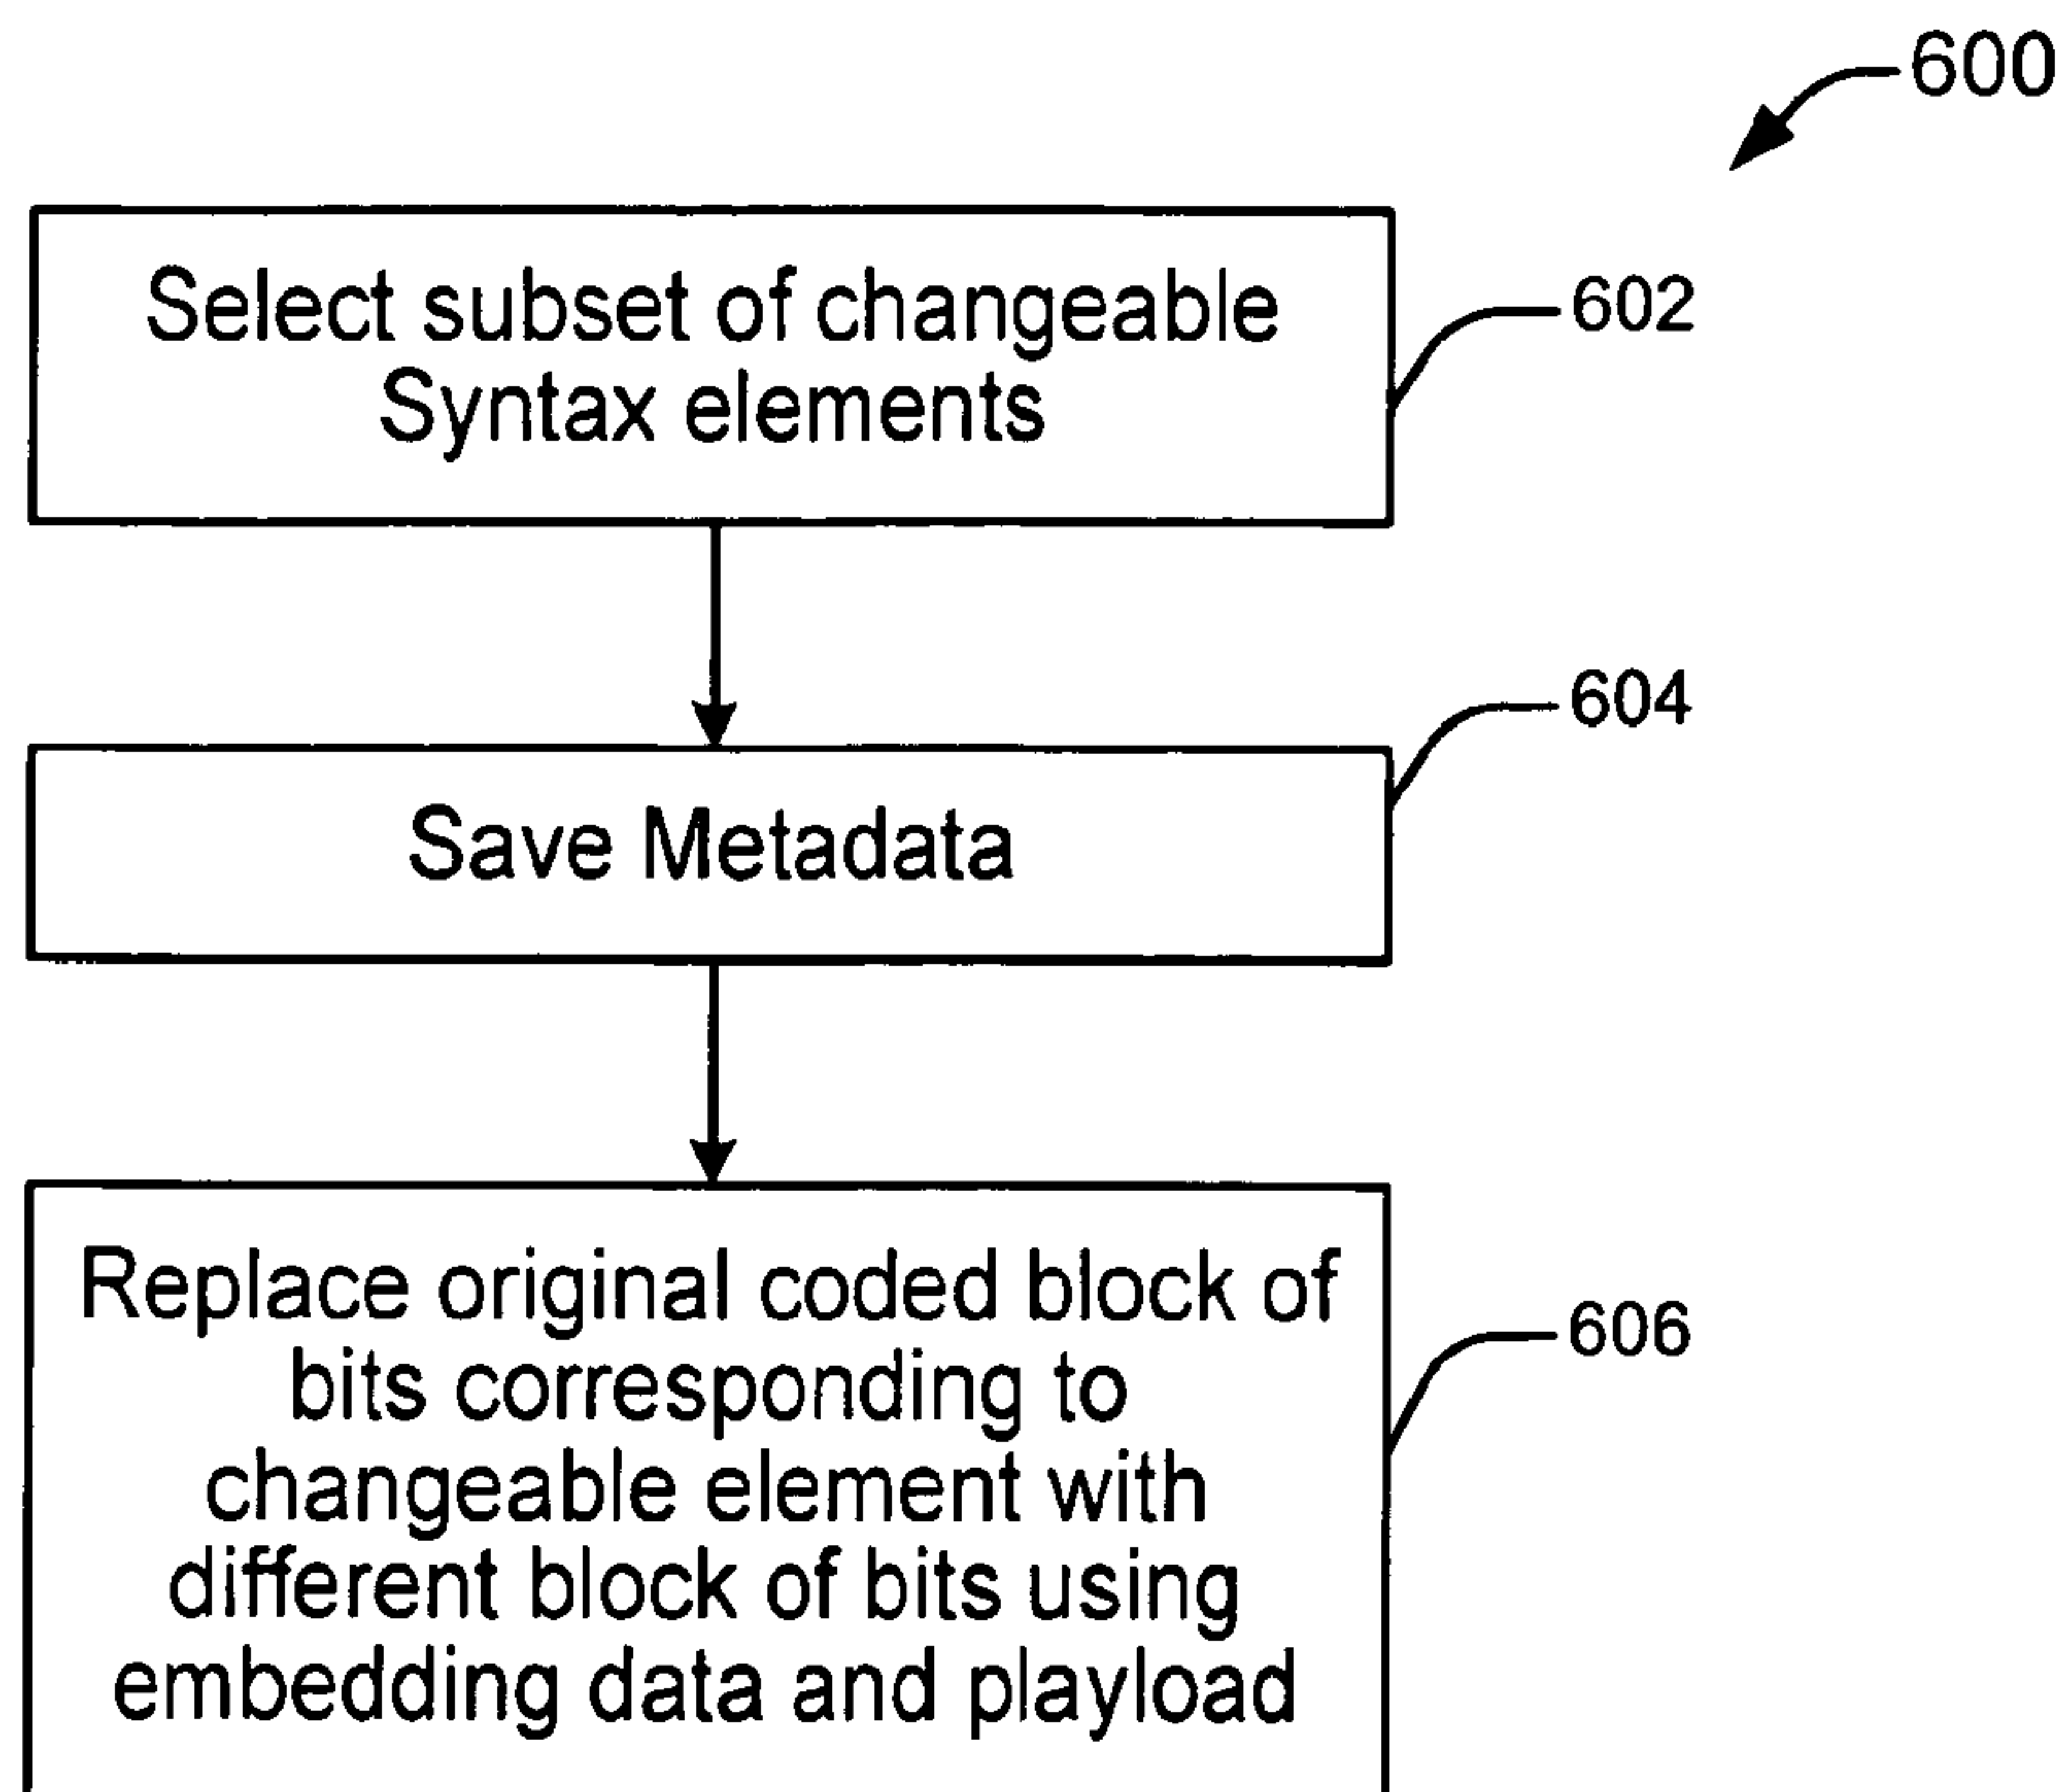 600
Select subset of changeable
Syntax elements
602
Save Metadata
604
Replace original coded block of
bits corresponding to
changeable element with
different block of bits using
embedding data and playload
606